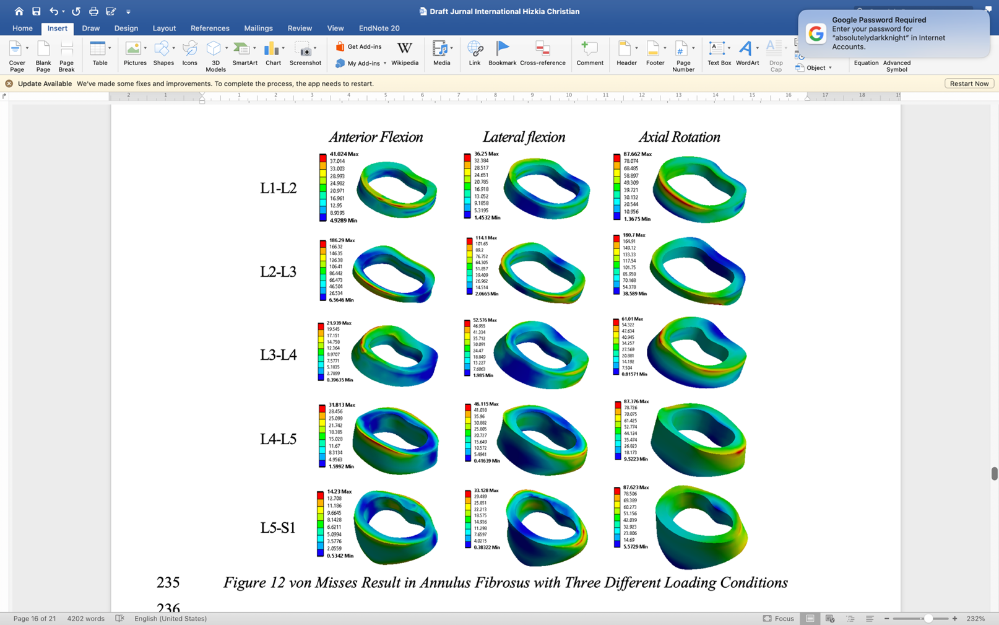 Draft Jurnal International Hizkia Christian
Google Password Required
Enter your password for
“absolutelydarkknight” in Internet
Accounts.
Home Insert Draw Design Layout References Mailings Review View EndNote 20
Cover Page
Blank Page
Page Break
Table
Pictures
Shapes
Icons
3D Models
SmartArt
Chart
Screenshot
Get Add-ins
My Add-ins
Wikipedia
Media
Link
Bookmark
Cross-reference
Comment
Header
Footer
Page Number
Text Box
WordArt
Drop Cap
Object
Equation
Advanced Symbol
Update Available We’ve made some fixes and improvements. To complete the process, the app needs to restart.
Restart Now
2 1 1 2 3 4 5 6 7 8 9 10 11 12 13 14 15 16 17 18
Anterior Flexion Lateral flexion Axial Rotation
L1-L2
41.024 Max
37.014
33.003
28.993
24.982
20.971
16.961
12.95
8.9395
4.9289 Min
36.25 Max
32.384
28.517
24.651
20.785
16.918
13.052
9.1858
5.3195
1.4532 Min
87.662 Max
78.074
68.485
58.897
49.309
39.721
30.132
20.544
10.956
1.3675 Min
L2-L3
186.29 Max
166.32
146.35
126.38
106.41
86.442
66.473
46.504
26.534
6.5646 Min
114.1 Max
101.65
89.2
76.752
64.305
51.857
39.409
26.962
14.514
2.0665 Min
180.7 Max
164.91
149.12
133.33
117.54
101.75
85.958
70.168
54.378
38.589 Min
L3-L4
21.939 Max
19.545
17.151
14.758
12.364
9.9707
7.5771
5.1835
2.7899
0.39635 Min
52.576 Max
46.955
41.334
35.712
30.091
24.47
18.849
13.227
7.6063
1.985 Min
61.01 Max
54.322
47.634
40.945
34.257
27.569
20.881
14.192
7.504
0.81571 Min
L4-L5
31.813 Max
28.456
25.099
21.742
18.385
15.028
11.67
8.3134
4.9563
1.5992 Min
46.115 Max
41.038
35.96
30.882
25.805
20.727
15.649
10.572
5.4941
0.41639 Min
87.376 Max
78.726
70.075
61.425
52.774
44.124
35.474
26.823
18.173
9.5223 Min
L5-S1
14.23 Max
12.708
11.186
9.6645
8.1428
6.6211
5.0994
3.5776
2.0559
0.5342 Min
33.128 Max
29.489
25.851
22.213
18.575
14.936
11.298
7.6597
4.0215
0.38322 Min
87.623 Max
78.506
69.389
60.273
51.156
42.039
32.923
23.806
14.69
5.5729 Min
235 Figure 12 von Misses Result in Annulus Fibrosus with Three Different Loading Conditions
236
Page 16 of 21 4202 words English (United States) Focus 232%